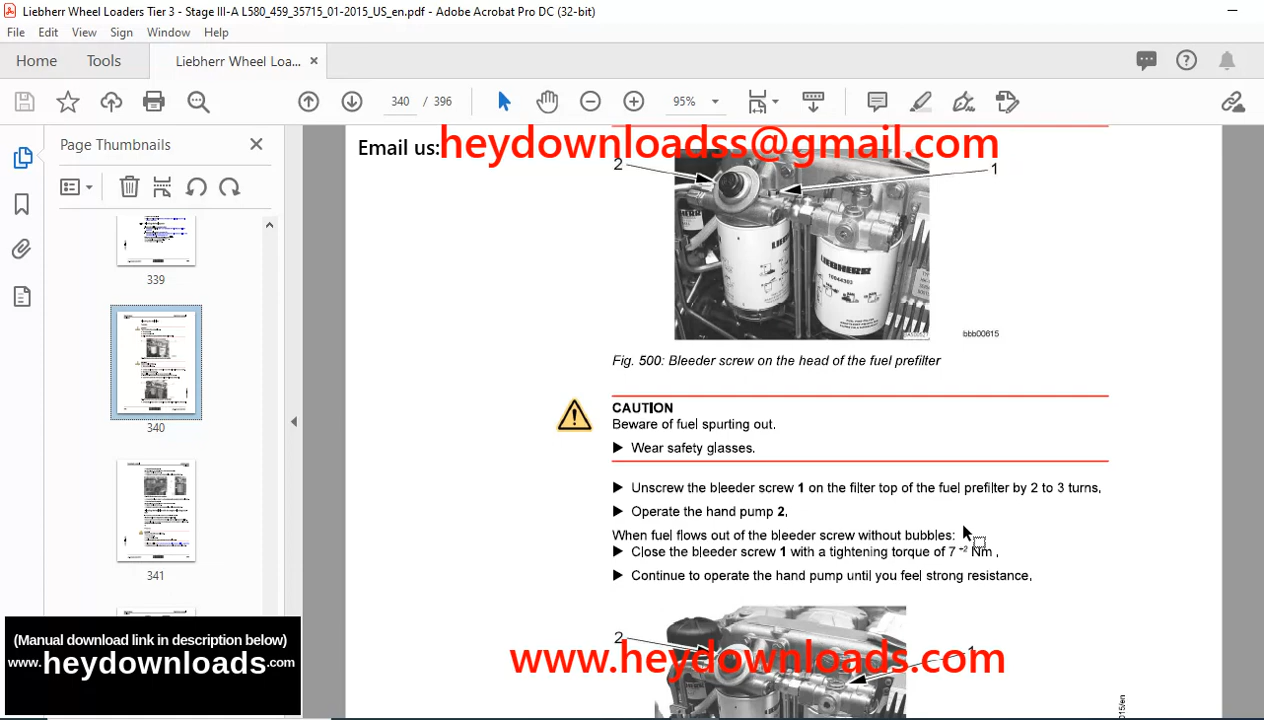 Liebherr Wheel Loaders Tier 3 - Stage III-A L580_459_35715_01-2015_US_en.pdf - Adobe Acrobat Pro DC (32-bit)
File Edit View Sign Window Help
Home Tools Liebherr Wheel Loa... ×
340 / 396 95%
Page Thumbnails
339
340
341
Email us:heydownloadss@gmail.com
2
1
LIEBHERR
10044302
bbb00615
Fig. 500: Bleeder screw on the head of the fuel prefilter
CAUTION
Beware of fuel spurting out.
Wear safety glasses.
Unscrew the bleeder screw 1 on the filter top of the fuel prefilter by 2 to 3 turns,
Operate the hand pump 2,
When fuel flows out of the bleeder screw without bubbles:
Close the bleeder screw 1 with a tightening torque of 7 -2 Nm ,
Continue to operate the hand pump until you feel strong resistance,
2
1
www.heydownloads.com
015/en
(Manual download link in description below)
www.heydownloads.com